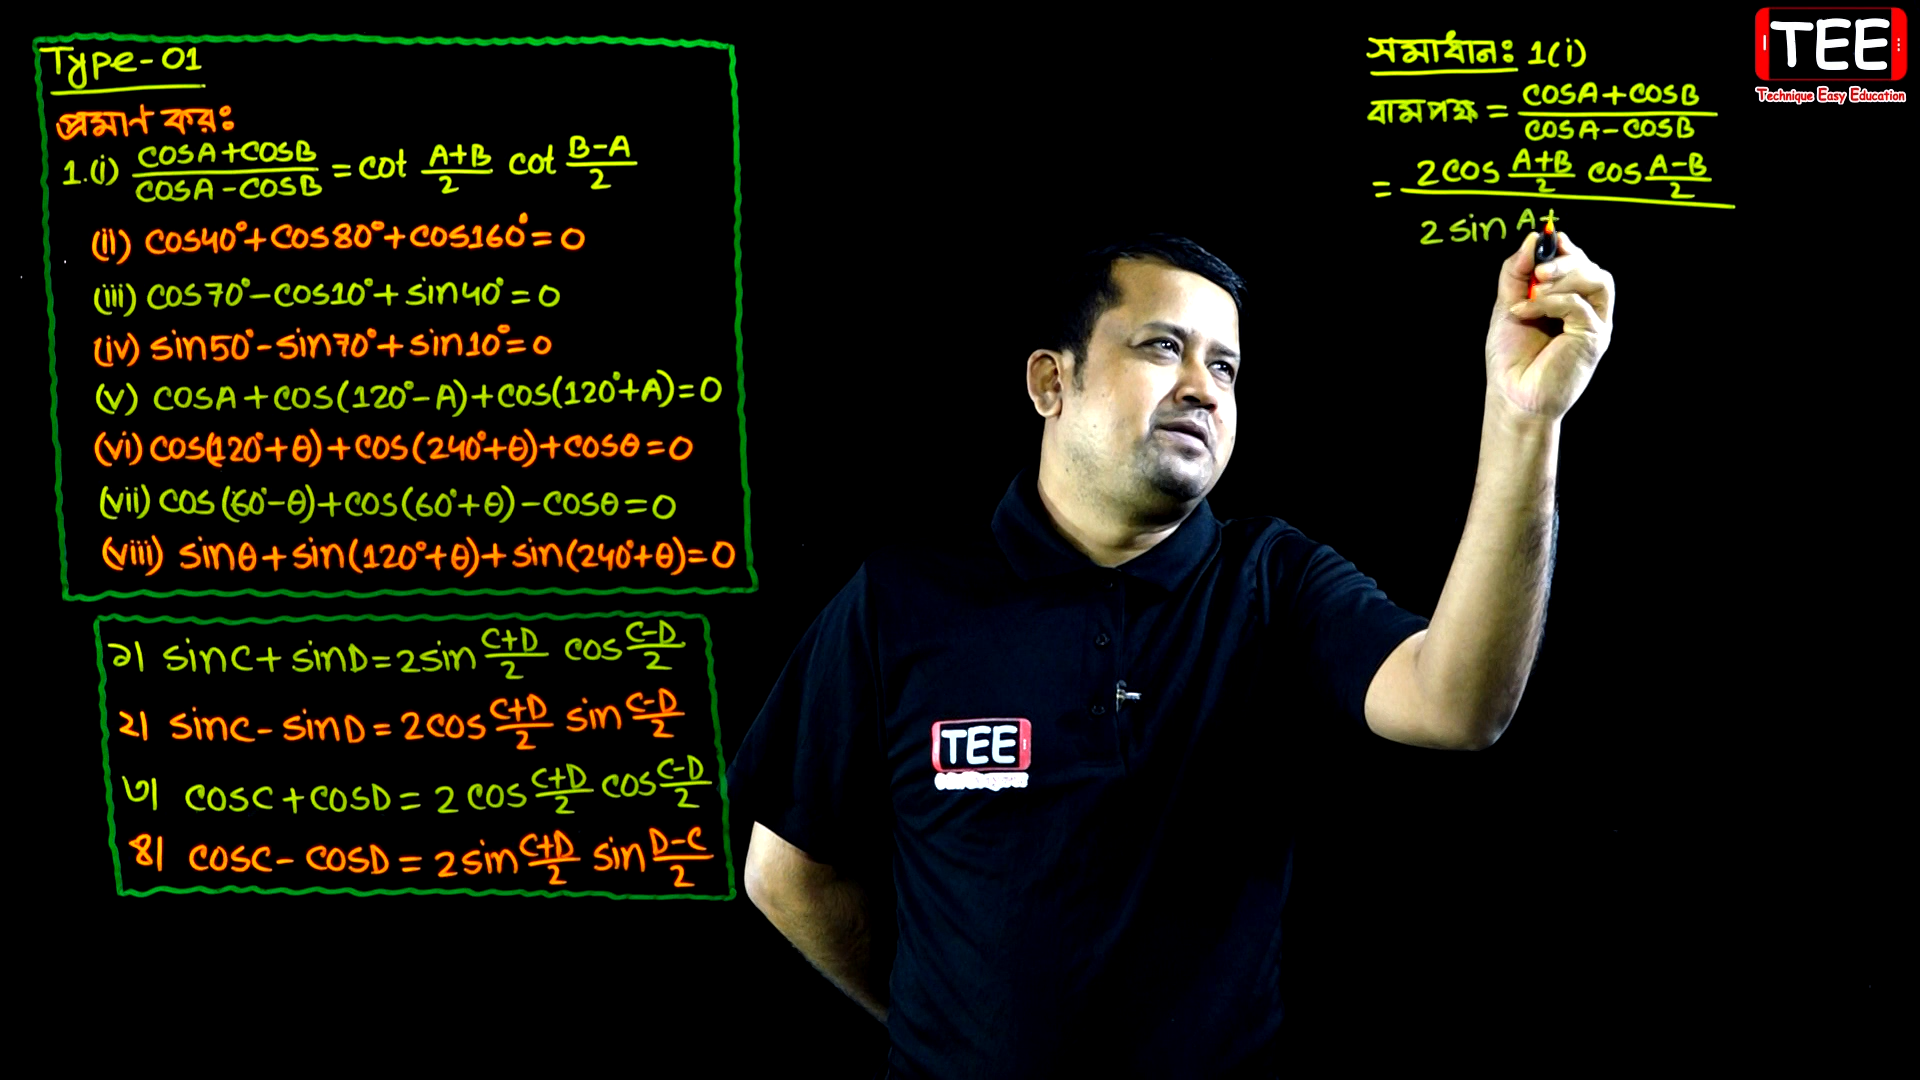 Type-01
প্রমাণ করঃ
1.(i) (cosA+cosB)/(cosA-cosB) = cot (A+B)/2 cot (B-A)/2
(ii) cos40°+cos80°+cos160°=0
(iii) cos70°-cos10°+sin40°=0
(iv) sin50°-sin70°+sin10°=0
(v) cosA+cos(120°-A)+cos(120°+A)=0
(vi) cos(120°+θ)+cos(240°+θ)+cosθ=0
(vii) cos(60°-θ)+cos(60°+θ)-cosθ=0
(viii) sinθ+sin(120°+θ)+sin(240°+θ)=0
১। sinC+sinD=2sin (C+D)/2 cos (C-D)/2
২। sinC-sinD=2cos (C+D)/2 sin (C-D)/2
৩। cosC+cosD=2cos (C+D)/2 cos (C-D)/2
৪। cosC-cosD=2sin (C+D)/2 sin (D-C)/2
সমাধানঃ 1(i)
বামপক্ষ = (cosA+cosB)/(cosA-cosB)
= 2cos (A+B)/2 cos (A-B)/2
2 sin A+
TEE
Technique Easy Education
TEE